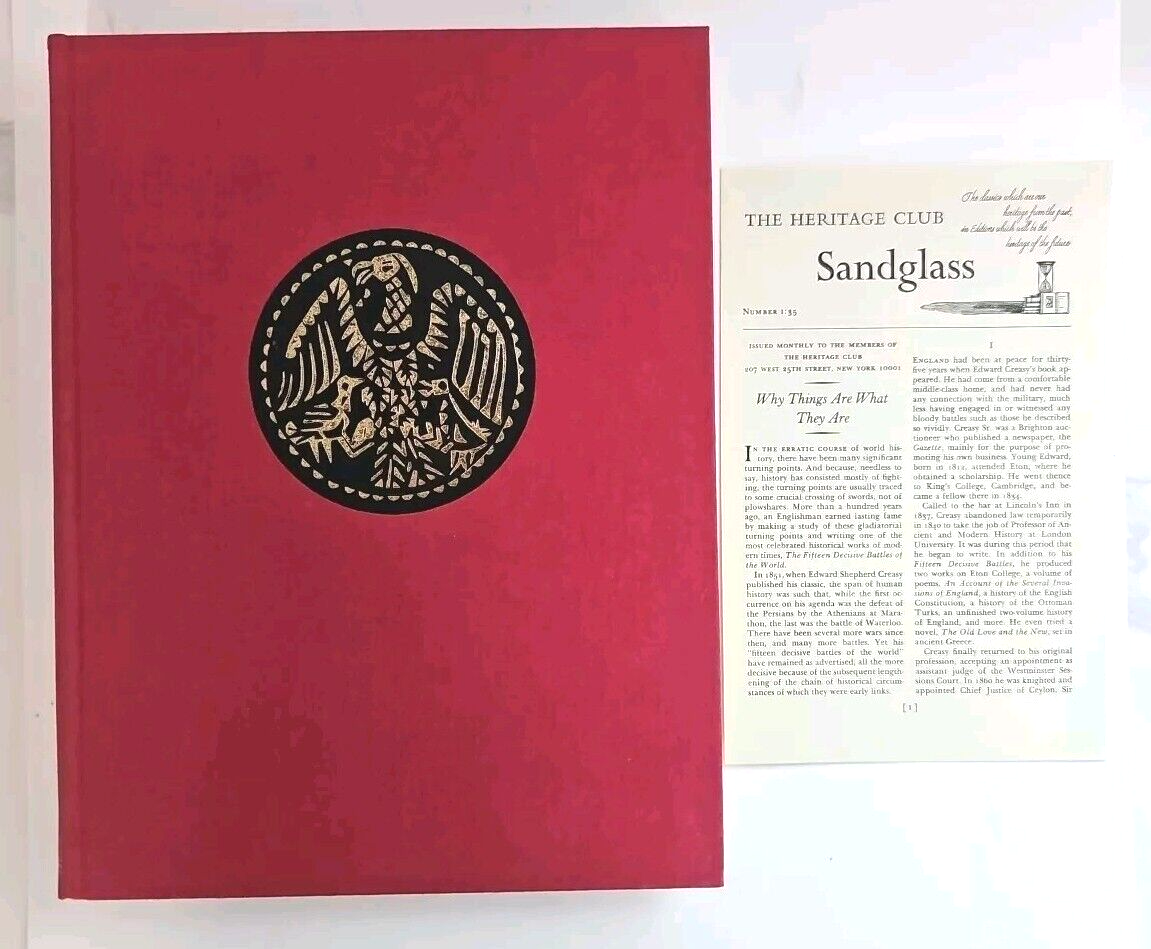 THE HERITAGE CLUB
The classics which are our
heritage from the past,
in Editions which will be the
heritage of the future
Sandglass
NUMBER 1:35
ISSUED MONTHLY TO THE MEMBERS OF
THE HERITAGE CLUB
207 WEST 25TH STREET, NEW YORK 10001
Why Things Are What
They Are
IN THE ERRATIC COURSE of world his-
tory, there have been many significant
turning points. And because, needless to
say, history has consisted mostly of fight-
ing, the turning points are usually traced
to some crucial crossing of swords, not of
plowshares. More than a hundred years
ago, an Englishman earned lasting fame
by making a study of these gladiatorial
turning points and writing one of the
most celebrated historical works of mod-
ern times, The Fifteen Decisive Battles of
the World.
In 1851, when Edward Shepherd Creasy
published his classic, the span of human
history was such that, while the first oc-
currence on his agenda was the defeat of
the Persians by the Athenians at Mara-
thon, the last was the battle of Waterloo.
There have been several more wars since
then, and many more battles. Yet his
"fifteen decisive battles of the world"
have remained as advertised, all the more
decisive because of the subsequent length-
ening of the chain of historical circum-
stances of which they were early links.
I
ENGLAND had been at peace for thirty-
five years when Edward Creasy's book ap-
peared. He had come from a comfortable
middle-class home, and had never had
any connection with the military, much
less having engaged in or witnessed any
bloody battles such as those he described
so vividly. Creasy Sr. was a Brighton auc-
tioneer who published a newspaper, the
Gazette, mainly for the purpose of pro-
moting his own business. Young Edward,
born in 1812, attended Eton, where he
obtained a scholarship. He went thence
to King's College, Cambridge, and be-
came a fellow there in 1834.
Called to the bar at Lincoln's Inn in
1837, Creasy abandoned law temporarily
in 1840 to take the job of Professor of An-
cient and Modern History at London
University. It was during this period that
he began to write. In addition to his
Fifteen Decisive Battles, he produced
two works on Eton College, a volume of
poems, An Account of the Several Inva-
sions of England, a history of the English
Constitution, a history of the Ottoman
Turks, an unfinished two-volume history
of England, and more. He even tried a
novel, The Old Love and the New, set in
ancient Greece.
Creasy finally returned to his original
profession, accepting an appointment as
assistant judge of the Westminster Ses-
sions Court. In 1860 he was knighted and
appointed Chief Justice of Ceylon. Sir
[1]